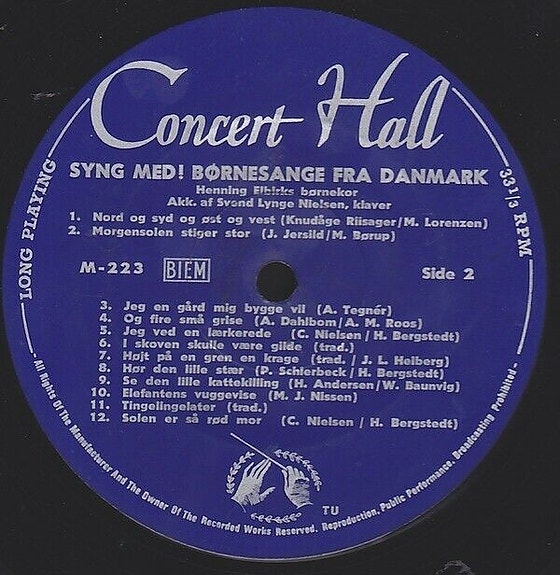 Concert Hall
SYNG MED! BØRNESANGE FRA DANMARK
Henning Elbirks børnekor
Akk. af Svend Lynge Nielsen, klaver
LONG PLAYING
33 1/3 RPM
1. Nord og syd og øst og vest (Knudåge Riisager/M. Lorenzen)
2. Morgensolen stiger stor (J. Jersild/M. Børup)
M-223 BIEM Side 2
3. Jeg en gård mig bygge vil (A. Tegnér)
4. Og fire små grise (A. Dahlbom/A. M. Roos)
5. Jeg ved en lærkerede (C. Nielsen / H. Bergstedt)
6. I skoven skulle være gilde (trad.)
7. Højt på en gren en krage (trad. / J. L. Heiberg)
8. Hør den lille stær (P. Schierbeck / H. Bergstedt)
9. Se den lille kattekilling (H. Andersen/W. Baunvig)
10. Elefantens vuggevise (M. J. Nissen)
11. Tingelingelater (trad.)
12. Solen er så rød mor (C. Nielsen / H. Bergstedt)
TU
- All Rights Of The Manufacturer And The Owner Of The Recorded Works Reserved. Reproduction, Public Performance, Broadcasting Prohibited -